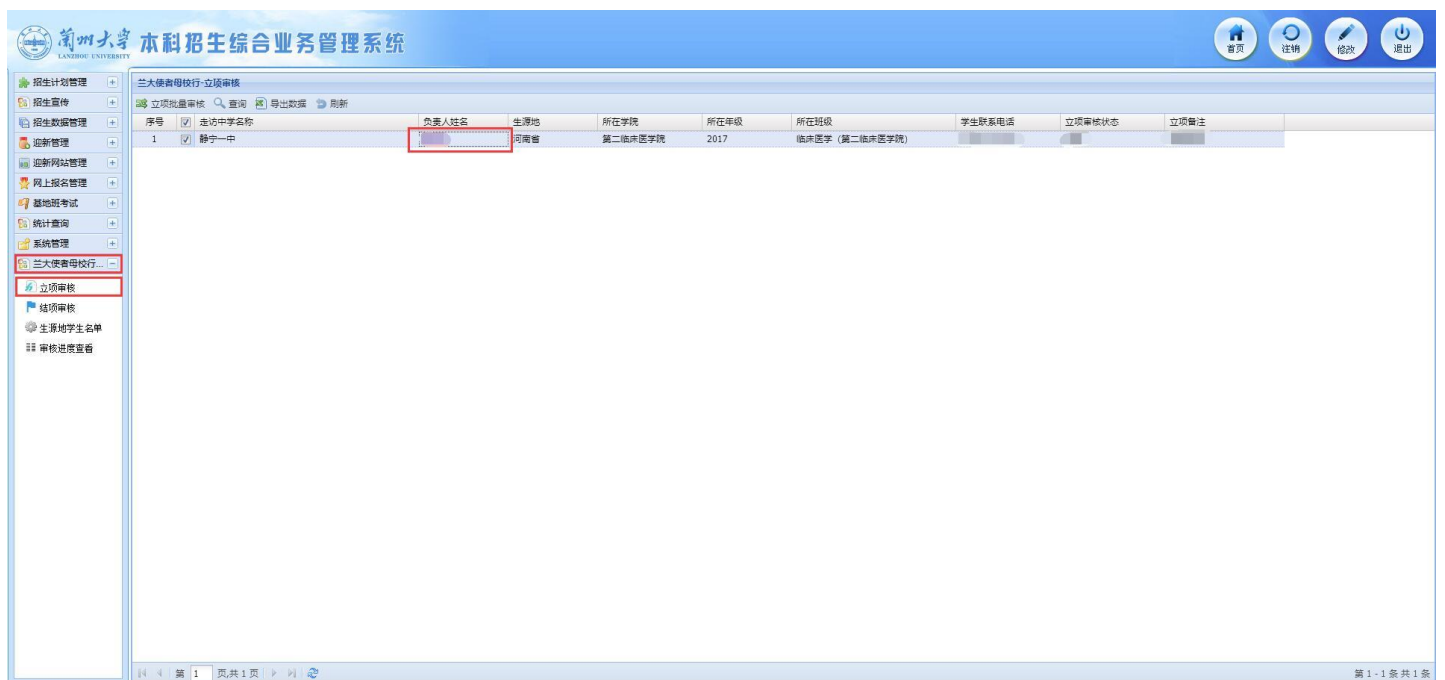 兰州大学 本科招生综合业务管理系统
LANZHOU UNIVERSITY
首页 注销 修改 退出
招生计划管理
招生宣传
招生数据管理
迎新管理
迎新网站管理
网上报名管理
基地班考试
统计查询
系统管理
兰大使者母校行...
立项审核
结项审核
生源地学生名单
审核进度查看
兰大使者母校行-立项审核
立项批量审核 查询 导出数据 刷新
序号 走访中学名称 负责人姓名 生源地 所在学院 所在年级 所在班级 学生联系电话 立项审核状态 立项备注
1 静宁一中 河南省 第二临床医学院 2017 临床医学（第二临床医学院）
第 1 页,共 1 页 第 1 - 1 条 共 1 条